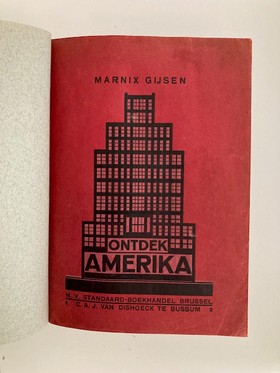 MARNIX GIJSEN
ONTDEK
AMERIKA
N.V. STANDAARD-BOEKHANDEL BRUSSEL
C. A. J. VAN DISHOECK TE BUSSUM